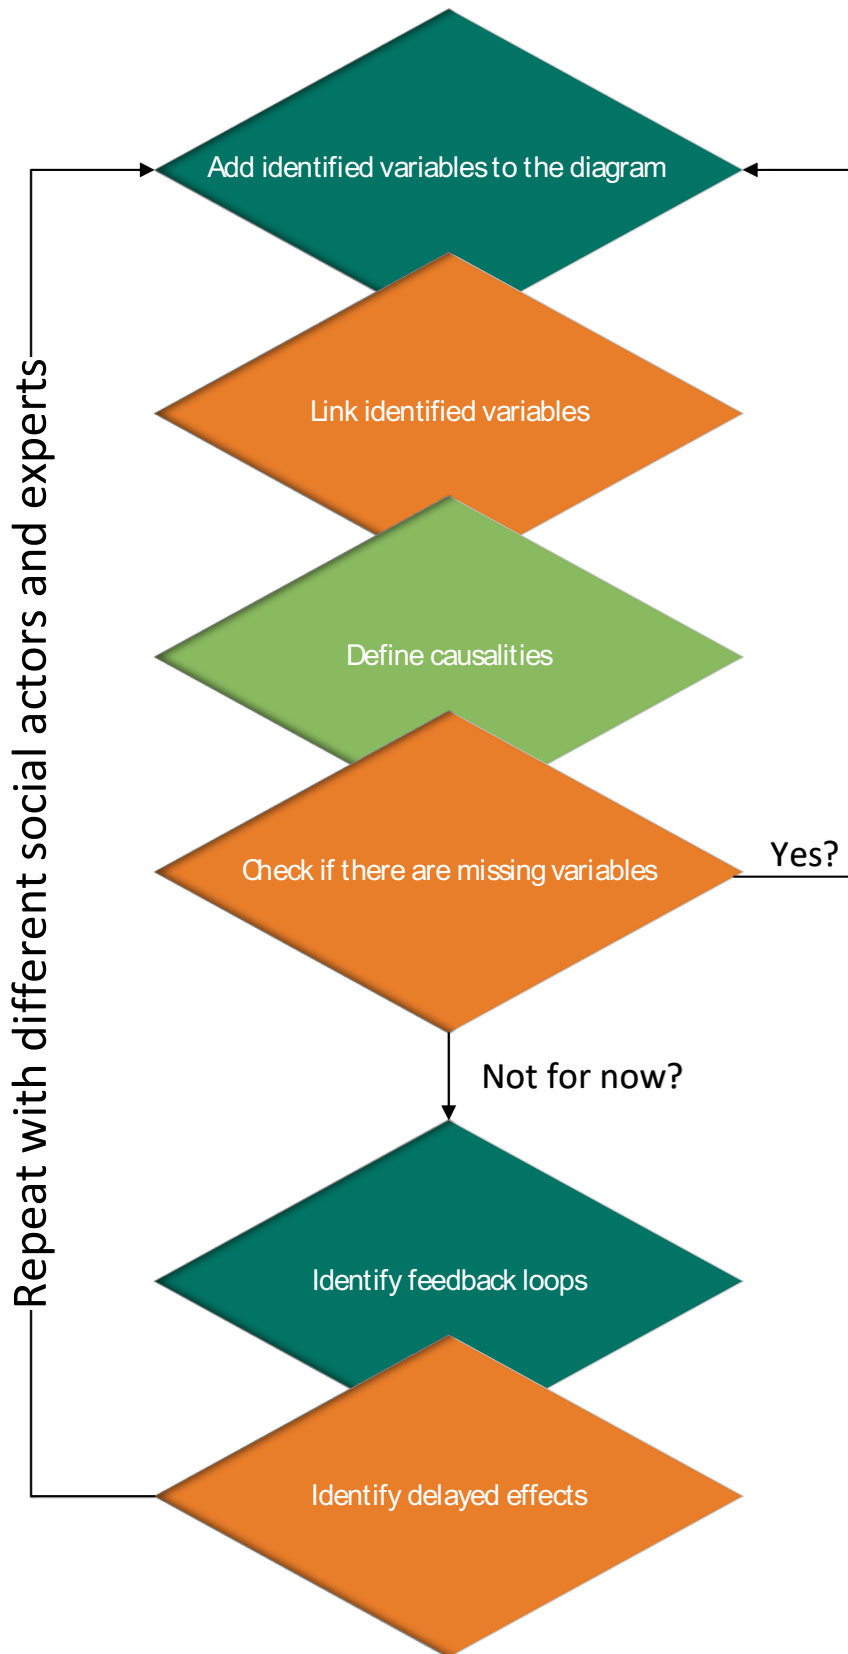 Add identified variables to the diagram
Link identified variables
Define causalities
Check if there are missing variables
Yes?
Not for now?
Identify feedback loops
Identify delayed effects
Repeat with different social actors and experts